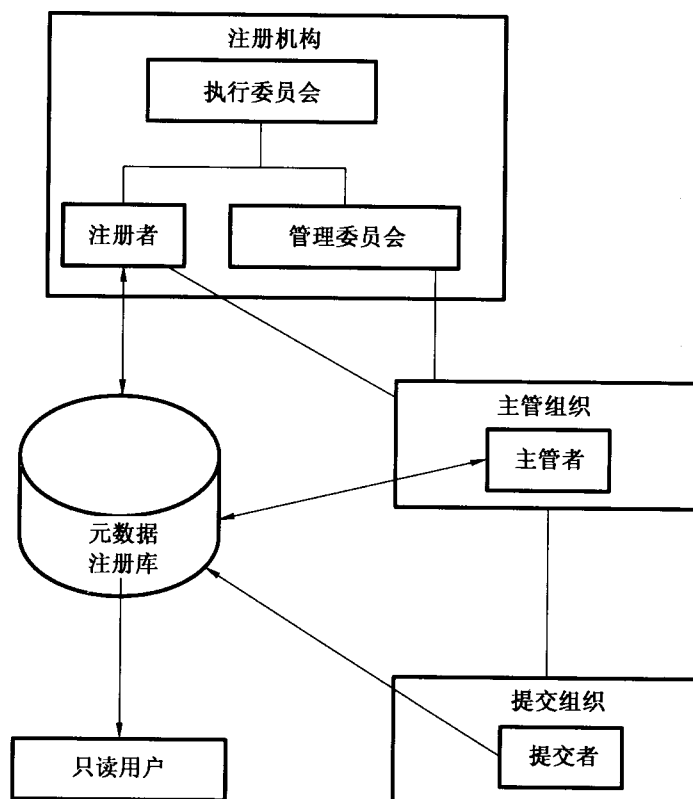 注册机构
执行委员会
注册者
管理委员会
主管组织
主管者
元数据
注册库
提交组织
提交者
只读用户